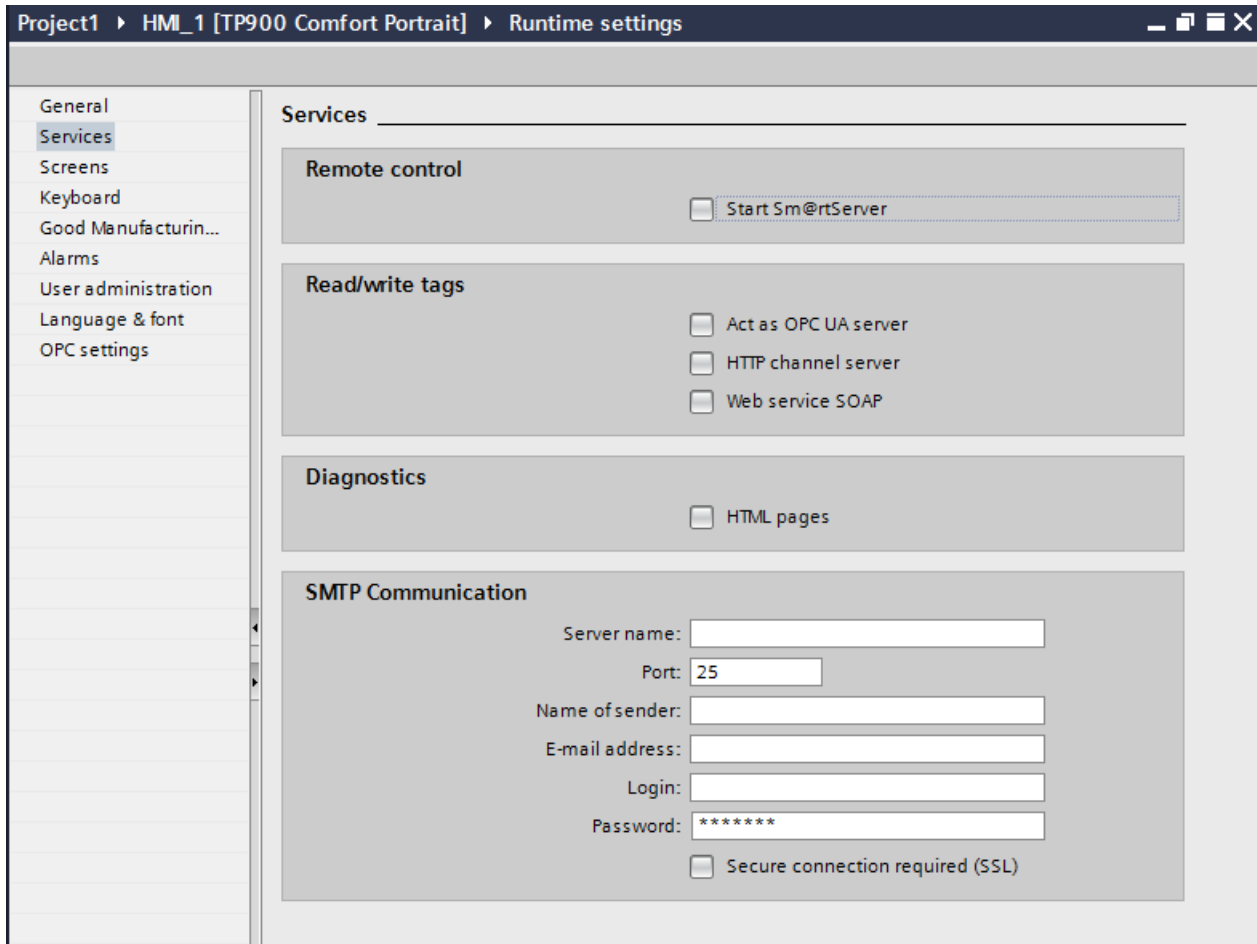 Project1 ▸ HMI_1 [TP900 Comfort Portrait] ▸ Runtime settings
General
Services
Screens
Keyboard
Good Manufacturin...
Alarms
User administration
Language & font
OPC settings
Services
Remote control
Start Sm@rtServer
Read/write tags
Act as OPC UA server
HTTP channel server
Web service SOAP
Diagnostics
HTML pages
SMTP Communication
Server name:
Port: 25
Name of sender:
E-mail address:
Login:
Password: *******
Secure connection required (SSL)